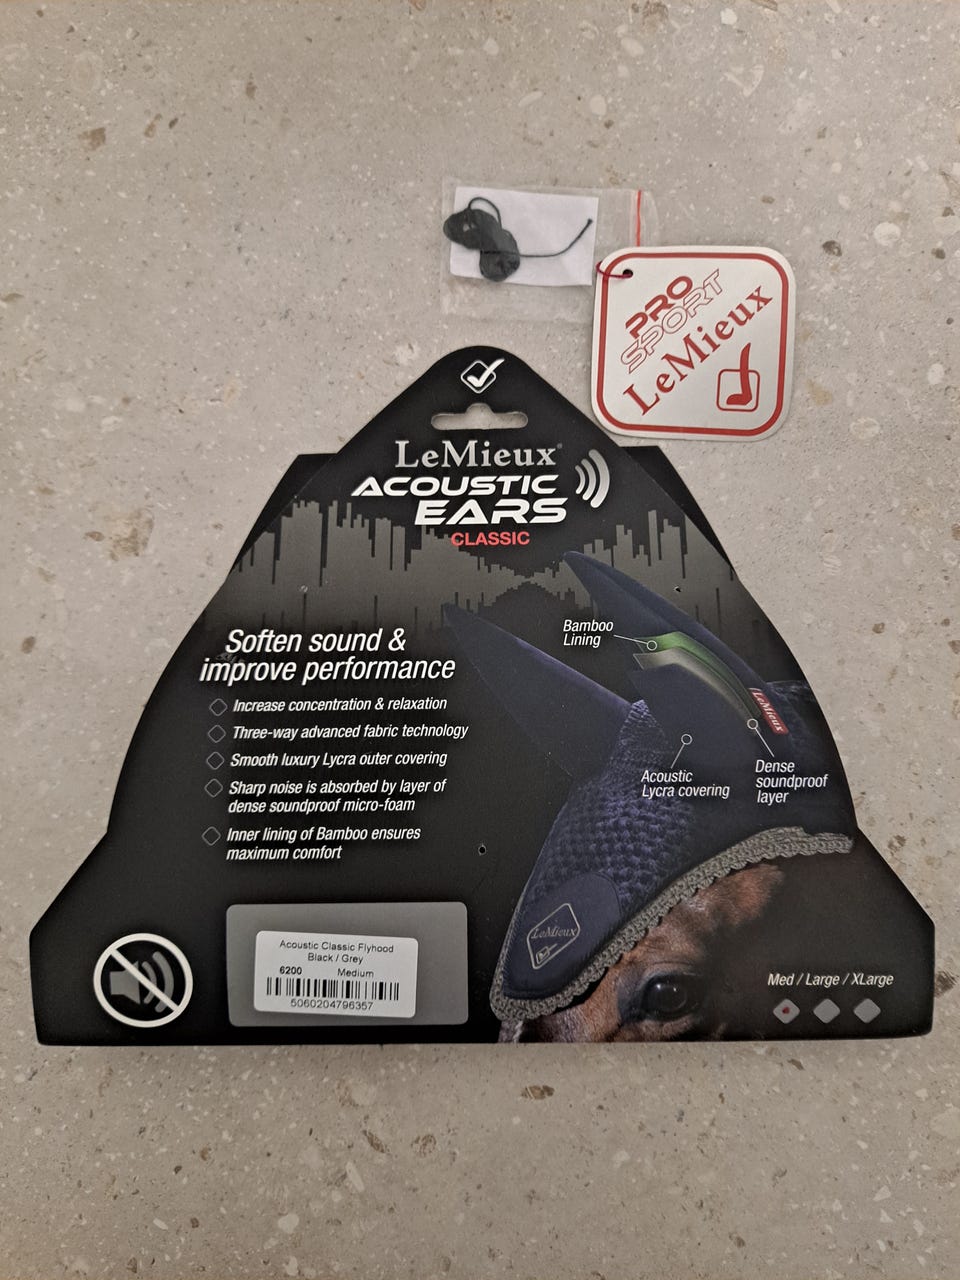 PRO
SPORT
LeMieux
LeMieux
ACOUSTIC
EARS
CLASSIC
Soften sound &
improve performance
Increase concentration & relaxation
Three-way advanced fabric technology
Smooth luxury Lycra outer covering
Sharp noise is absorbed by layer of
dense soundproof micro-foam
Inner lining of Bamboo ensures
maximum comfort
Bamboo
Lining
LeMieux
Acoustic
Lycra covering
Dense
soundproof
layer
LeMieux
Acoustic Classic Flyhood
Black / Grey
6200 Medium
5060204796357
Med / Large / XLarge